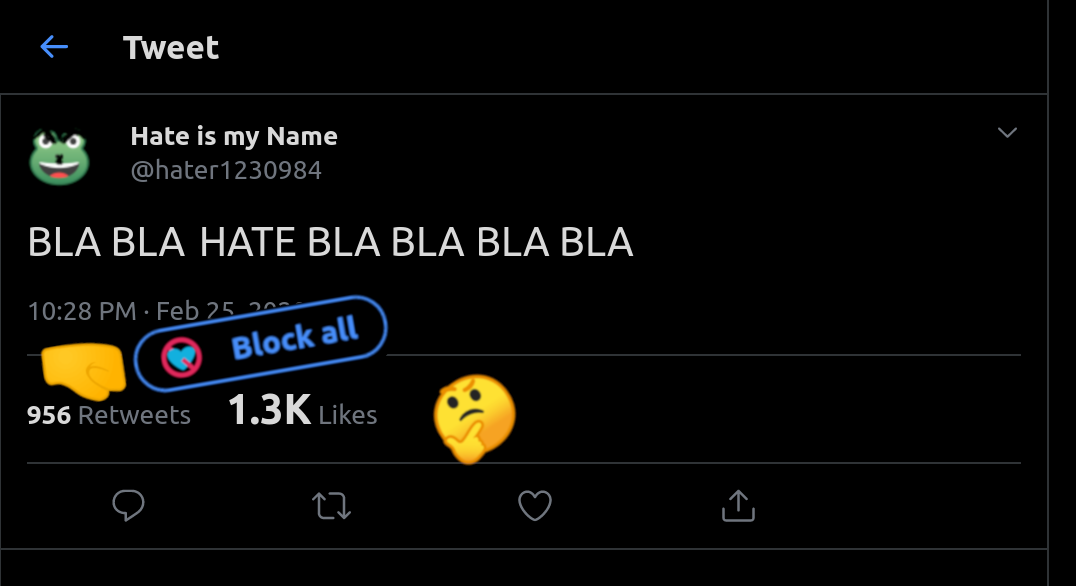 Tweet
Hate is my Name
@hater1230984
BLA BLA HATE BLA BLA BLA BLA
10:28 PM · Feb 25,
Block all
956 Retweets 1.3K Likes